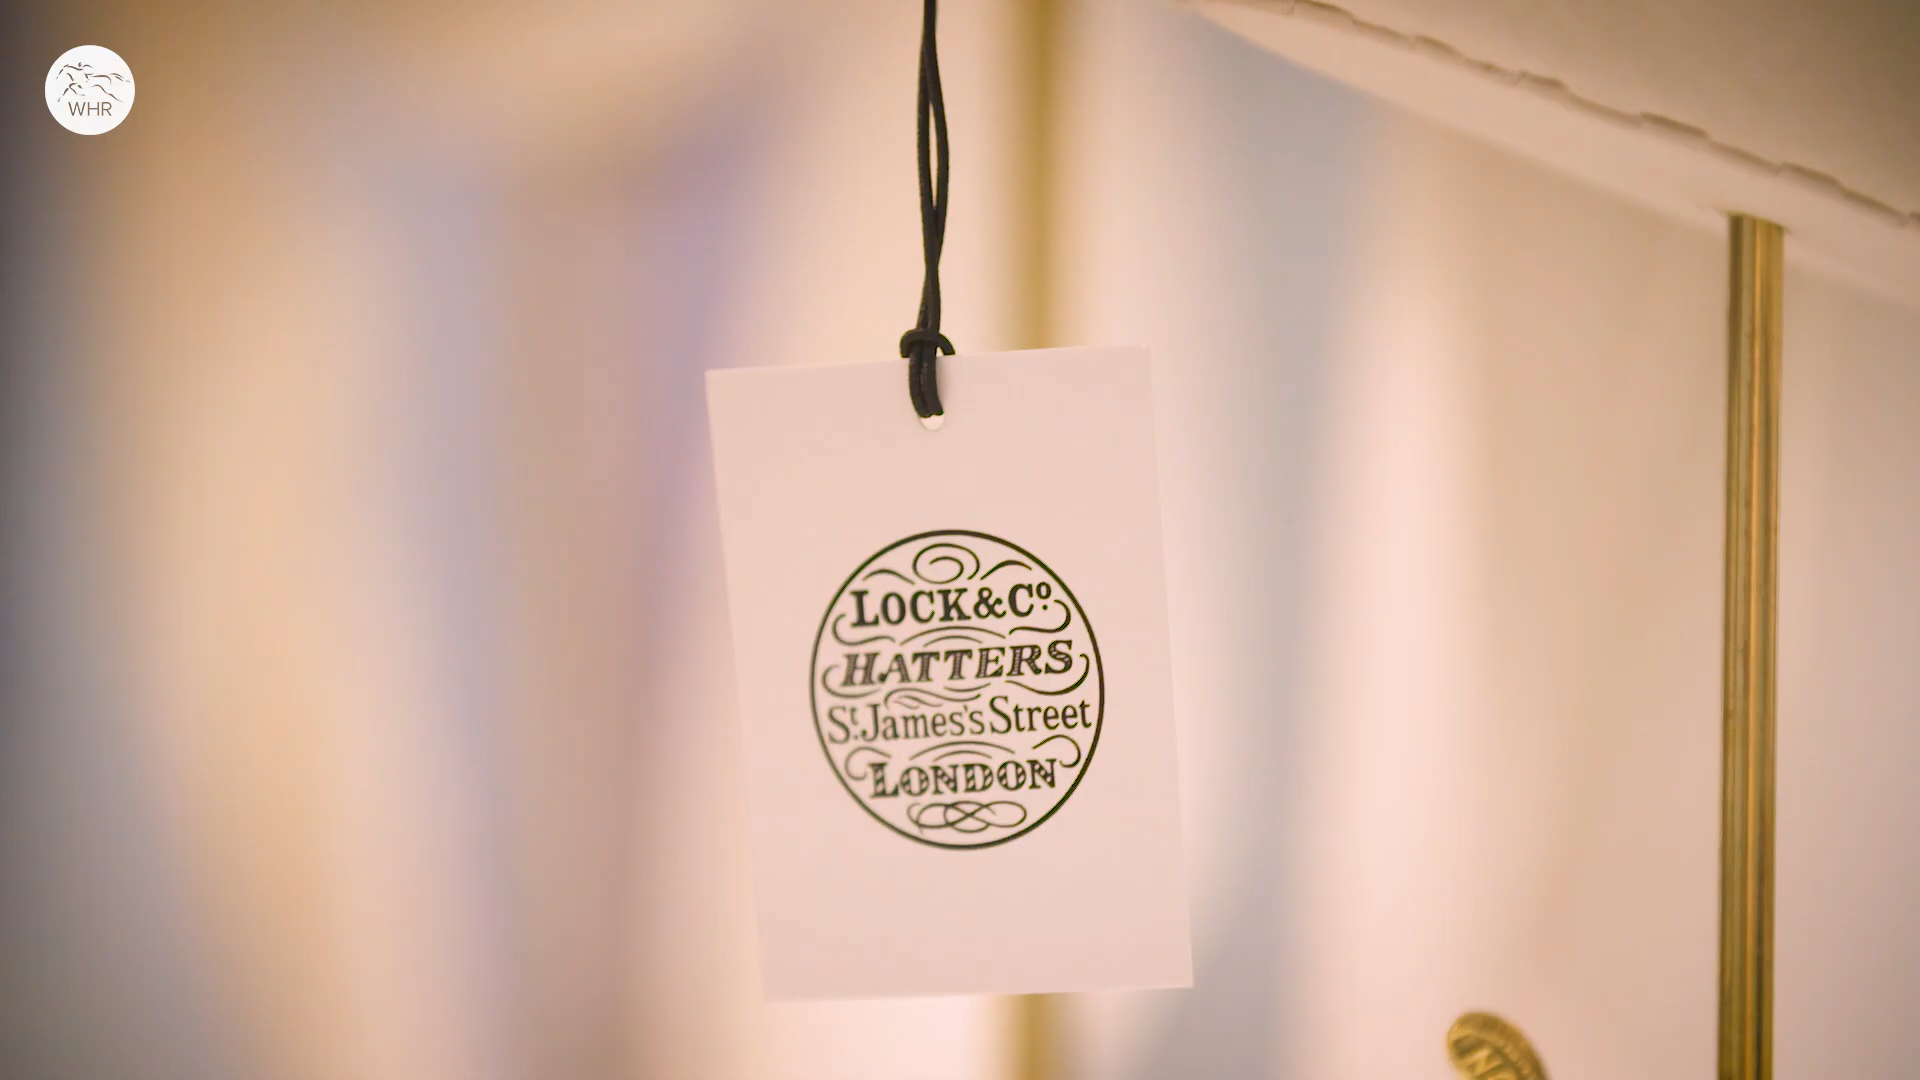 WHR
LOCK & Cº.
HATTERS
St. James's Street
LONDON